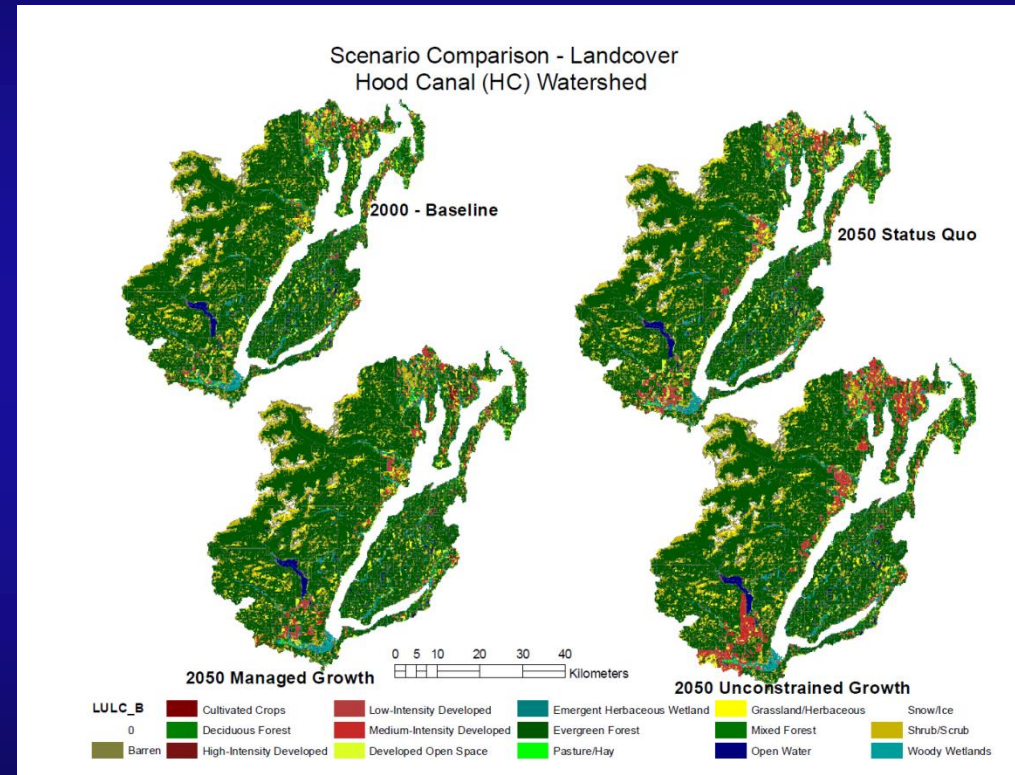 Scenario Comparison - Landcover
Hood Canal (HC) Watershed
2000 - Baseline
2050 Status Quo
2050 Managed Growth
0 5 10 20 30 40
Kilometers
2050 Unconstrained Growth
LULC_B
0
Barren
Cultivated Crops
Deciduous Forest
High-Intensity Developed
Low-Intensity Developed
Medium-Intensity Developed
Developed Open Space
Emergent Herbaceous Wetland
Evergreen Forest
Pasture/Hay
Grassland/Herbaceous
Mixed Forest
Open Water
Snow/Ice
Shrub/Scrub
Woody Wetlands